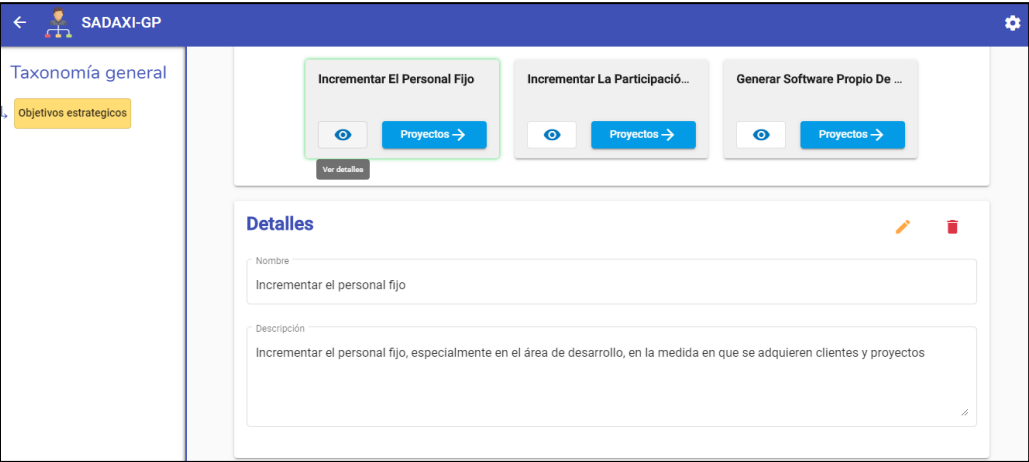 SADAXI-GP
Taxonomía general
Objetivos estrategicos
Incrementar El Personal Fijo
Incrementar La Participació...
Generar Software Propio De ...
Proyectos
Proyectos
Proyectos
Ver detalles
Detalles
Nombre
Incrementar el personal fijo
Descripción
Incrementar el personal fijo, especialmente en el área de desarrollo, en la medida en que se adquieren clientes y proyectos